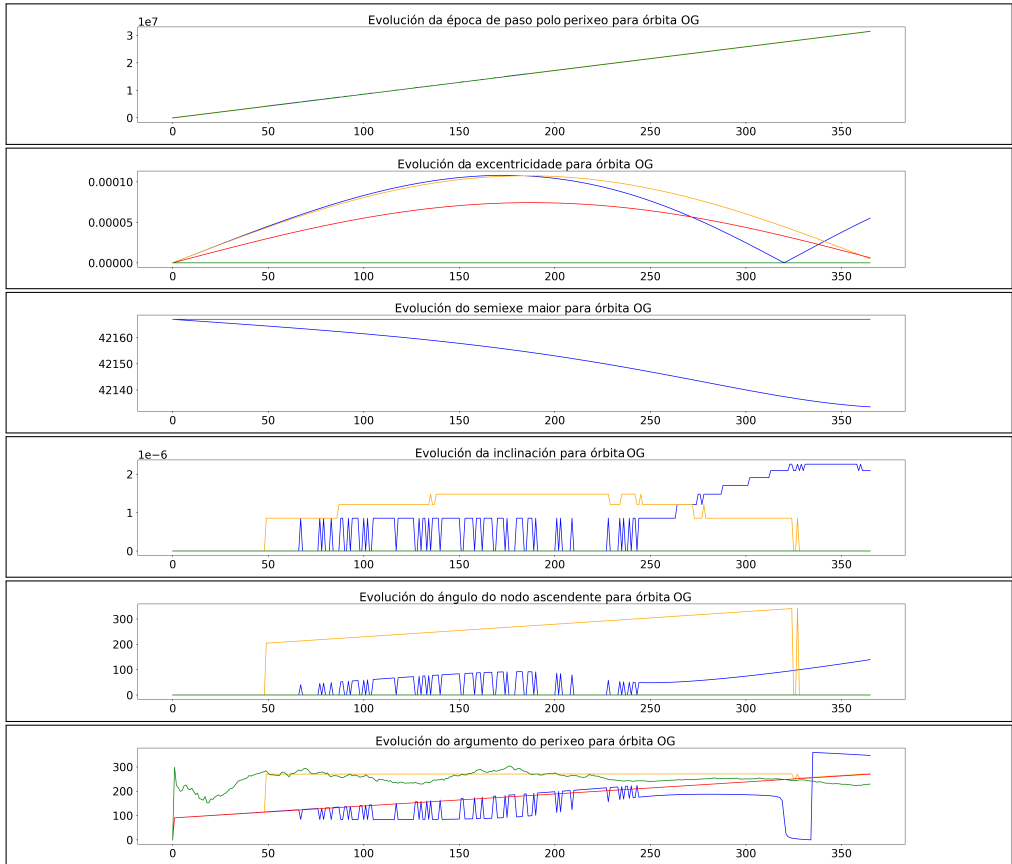 Evolución da época de paso polo perixeo para órbita OG
1e7
3
2
1
0
0 50 100 150 200 250 300 350
Evolución da excentricidade para órbita OG
0.00010
0.00005
0.00000
0 50 100 150 200 250 300 350
Evolución do semiexe maior para órbita OG
42160
42150
42140
0 50 100 150 200 250 300 350
Evolución da inclinación para órbita OG
1e−6
2
1
0
0 50 100 150 200 250 300 350
Evolución do ángulo do nodo ascendente para órbita OG
300
200
100
0
0 50 100 150 200 250 300 350
Evolución do argumento do perixeo para órbita OG
300
200
100
0
0 50 100 150 200 250 300 350